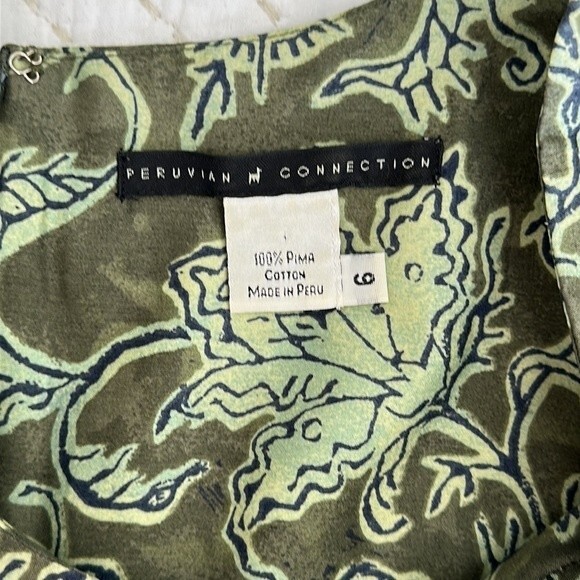 PERUVIAN CONNECTION
100% PIMA
COTTON
MADE IN PERU
6